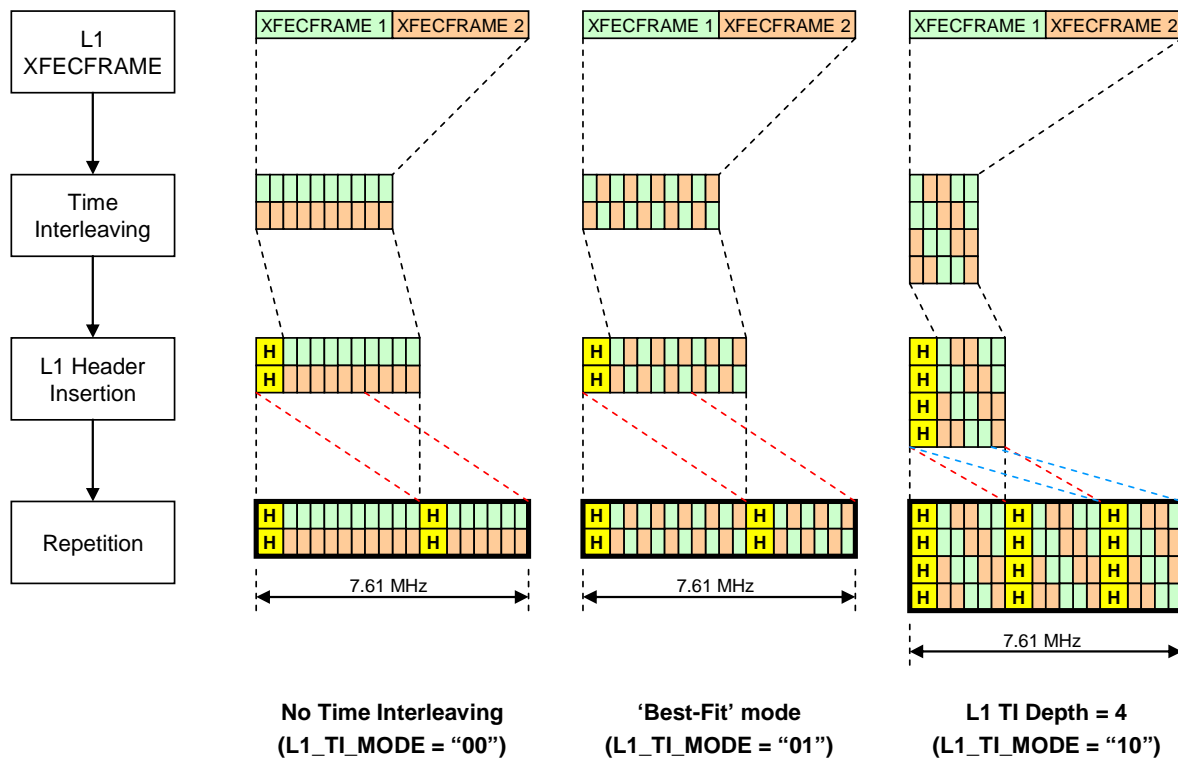 L1
XFECFRAME
XFECFRAME 1 XFECFRAME 2
XFECFRAME 1 XFECFRAME 2
XFECFRAME 1 XFECFRAME 2
Time
Interleaving
L1 Header
Insertion
H
H
H
H
H
H
H
H
Repetition
H H
H H
H H
H H
H H H
H H H
H H H
H H H
7.61 MHz
7.61 MHz
7.61 MHz
No Time Interleaving
(L1_TI_MODE = “00”)
‘Best-Fit’ mode
(L1_TI_MODE = “01”)
L1 TI Depth = 4
(L1_TI_MODE = “10”)